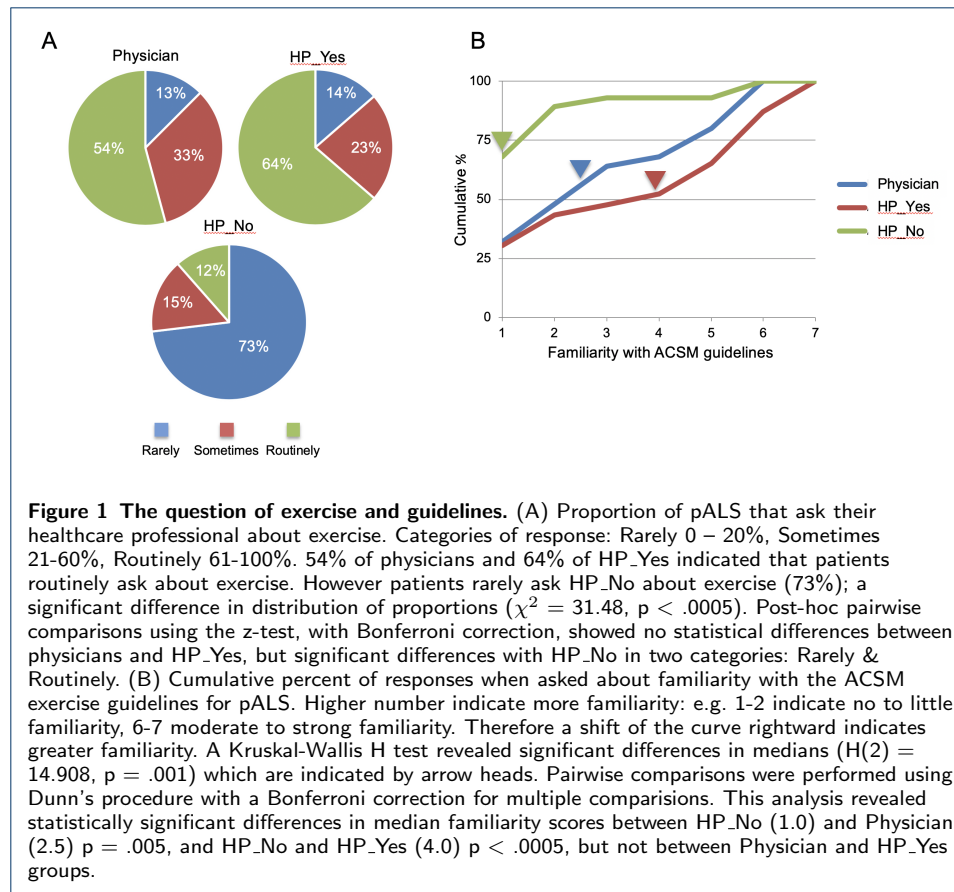 A
B
Physician
HP_Yes
13%
33%
54%
14%
23%
64%
HP_No
12%
15%
73%
Rarely Sometimes Routinely
100
75
50
25
0
Cumulative %
1 2 3 4 5 6 7
Familiarity with ACSM guidelines
Physician
HP_Yes
HP_No
Figure 1 The question of exercise and guidelines. (A) Proportion of pALS that ask their
healthcare professional about exercise. Categories of response: Rarely 0 – 20%, Sometimes
21-60%, Routinely 61-100%. 54% of physicians and 64% of HP_Yes indicated that patients
routinely ask about exercise. However patients rarely ask HP_No about exercise (73%); a
significant difference in distribution of proportions (χ² = 31.48, p < .0005). Post-hoc pairwise
comparisons using the z-test, with Bonferroni correction, showed no statistical differences between
physicians and HP_Yes, but significant differences with HP_No in two categories: Rarely &
Routinely. (B) Cumulative percent of responses when asked about familiarity with the ACSM
exercise guidelines for pALS. Higher number indicate more familiarity: e.g. 1-2 indicate no to little
familiarity, 6-7 moderate to strong familiarity. Therefore a shift of the curve rightward indicates
greater familiarity. A Kruskal-Wallis H test revealed significant differences in medians (H(2) =
14.908, p = .001) which are indicated by arrow heads. Pairwise comparisons were performed using
Dunn's procedure with a Bonferroni correction for multiple comparisions. This analysis revealed
statistically significant differences in median familiarity scores between HP_No (1.0) and Physician
(2.5) p = .005, and HP_No and HP_Yes (4.0) p < .0005, but not between Physician and HP_Yes
groups.